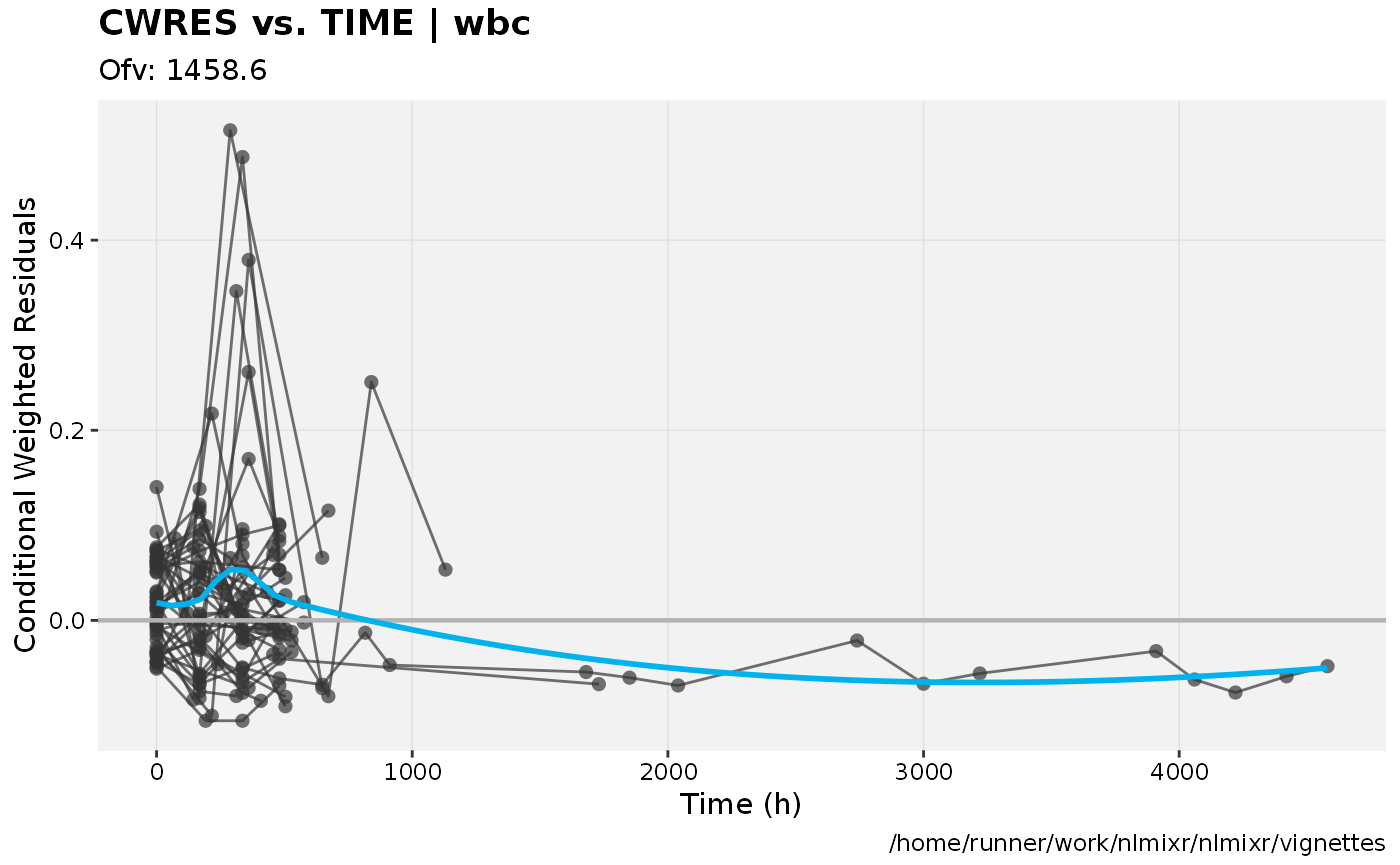 CWRES vs. TIME | wbc
Ofv: 1458.6
Conditional Weighted Residuals
0.4
0.2
0.0
0
1000
2000
3000
4000
Time (h)
/home/runner/work/nlmixr/nlmixr/vignettes